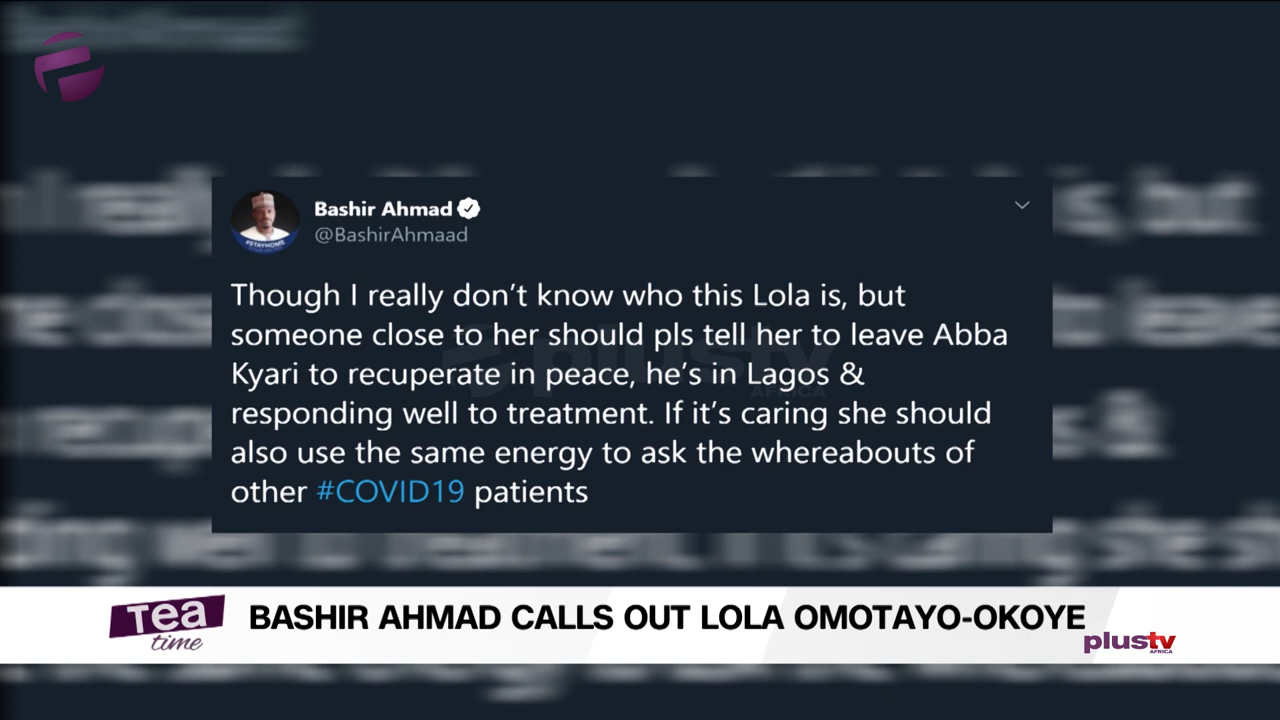 Bashir Ahmad
@BashirAhmaad
#STAYHOME
Though I really don't know who this Lola is, but
someone close to her should pls tell her to leave Abba
Kyari to recuperate in peace, he's in Lagos &
responding well to treatment. If it's caring she should
also use the same energy to ask the whereabouts of
other #COVID19 patients
plustv
AFRICA
Tea
time
BASHIR AHMAD CALLS OUT LOLA OMOTAYO-OKOYE
plustv
AFRICA